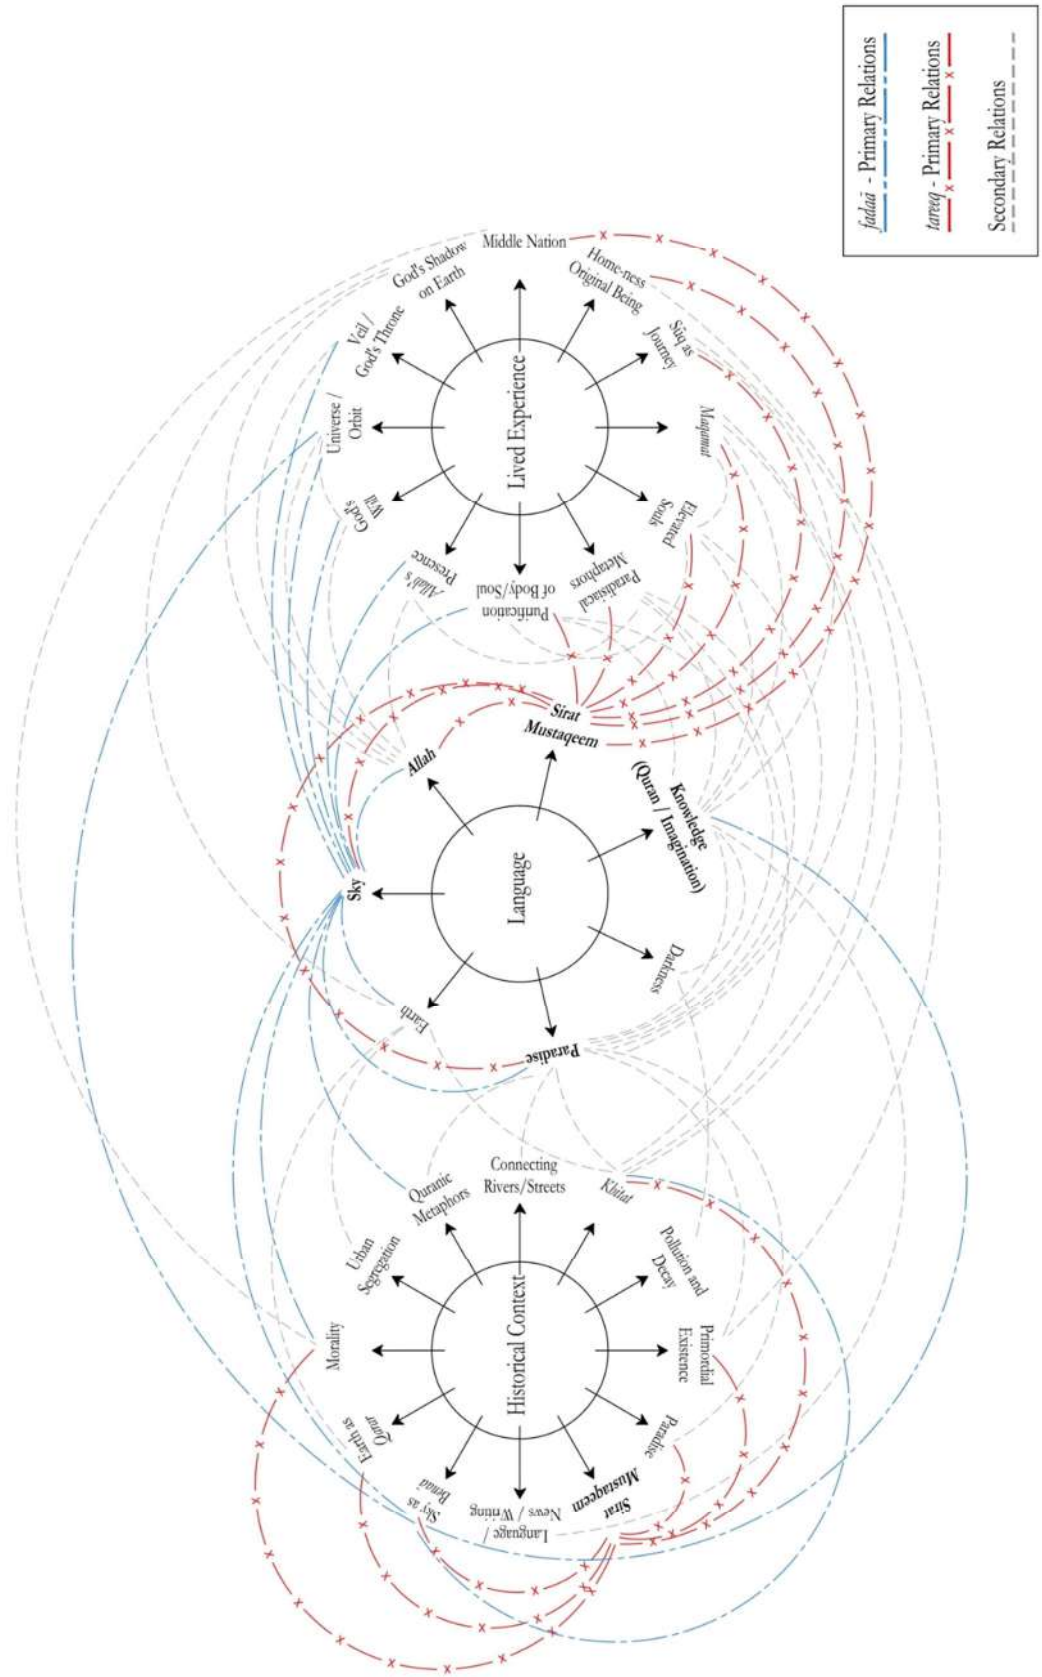 fadaā - Primary Relations
tareeq - Primary Relations
Secondary Relations
Lived Experience
Middle Nation
Home-ness
Original Being
Sūq as
Journey
Maqamat
Elevated
Souls
Paradisiacal
Metaphors
Purification
of Body/Soul
Allah's
Presence
God's
Will
Universe /
Orbit
Veil /
God's Throne
God's Shadow
on Earth
Language
Sky
Allah
Sirat
Mustaqeem
Knowledge
(Quran / Imagination)
Darkness
Paradise
Earth
Historical Context
Connecting
Rivers/Streets
Khitat
Pollution and
Decay
Primordial
Existence
Paradise
Sirat
Mustaqeem
Language /
News / Writing
Sky as
Benaā
Earth as
Qarar
Morality
Urban
Segregation
Quranic
Metaphors